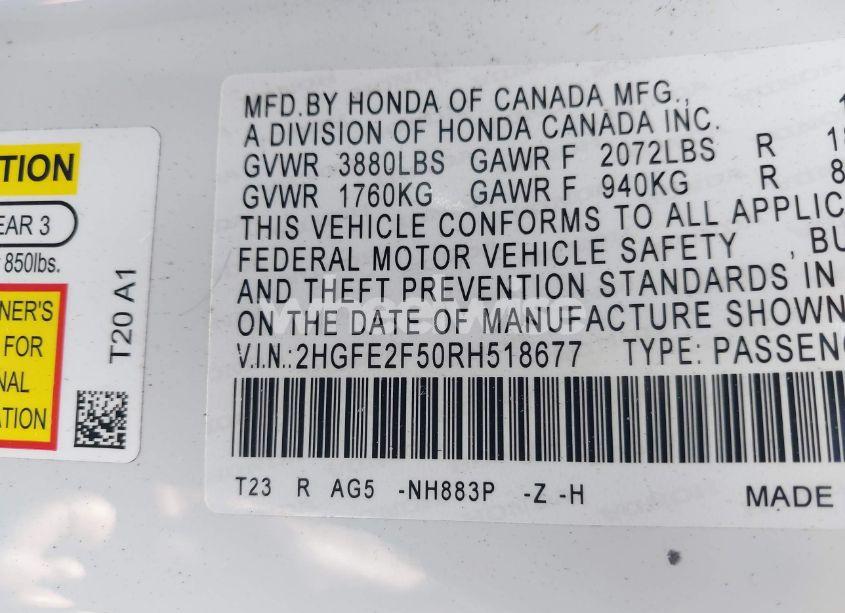 TION
EAR 3
850lbs.
NER'S
FOR
NAL
ATION
T20 A1
MFD.BY HONDA OF CANADA MFG.,
A DIVISION OF HONDA CANADA INC.
GVWR 3880LBS GAWR F 2072LBS R 18
GVWR 1760KG GAWR F 940KG R 8
THIS VEHICLE CONFORMS TO ALL APPLIC
FEDERAL MOTOR VEHICLE SAFETY , BU
AND THEFT PREVENTION STANDARDS IN
ON THE DATE OF MANUFACTURE SHOWN
V.I.N.:2HGFE2F50RH518677 TYPE: PASSEN
T23 R AG5 -NH883P -Z -H
MADE